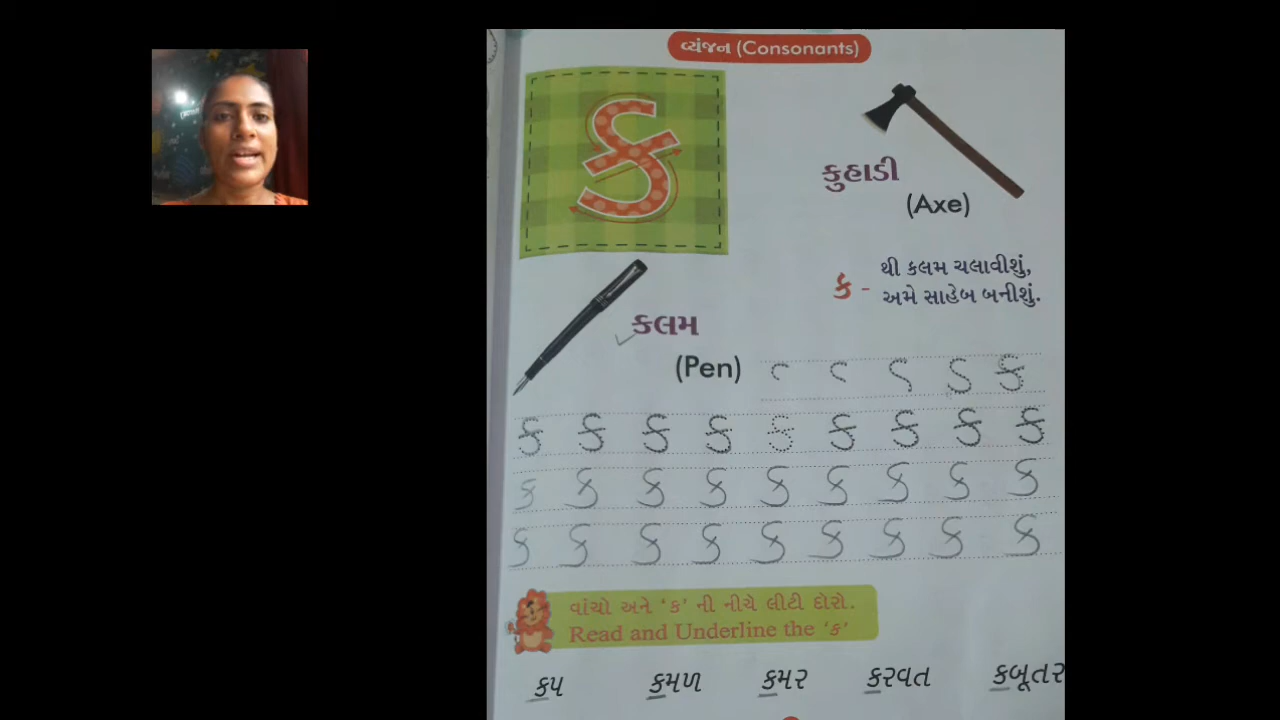 વ્યંજન (Consonants)
ક
કુહાડી
(Axe)
ક - થી કલમ ચલાવીશું,
અમે સાહેબ બનીશું.
કલમ
(Pen)
ક
ક ક ક ક ક ક ક ક ક
ક ક ક ક ક ક ક ક ક
ક ક ક ક ક ક ક ક ક
વાંચો અને ‘ક’ ની નીચે લીટી દોરો.
Read and Underline the ‘ક’
કપ કમળ કમર કરવત કબૂતર